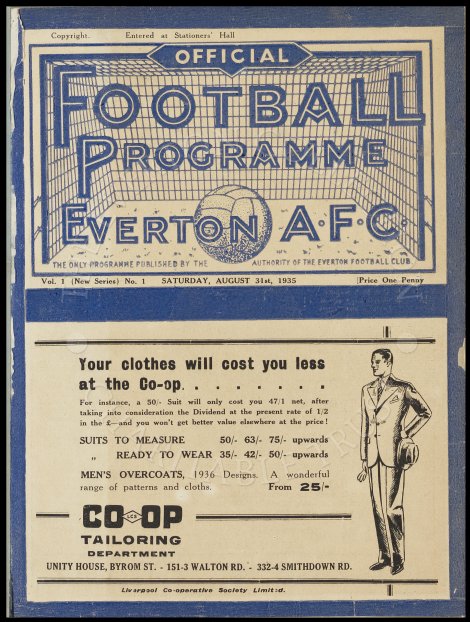 Copyright. Entered at Stationers' Hall
OFFICIAL
FOOTBALL
PROGRAMME
EVERTON A.F.C.
THE ONLY PROGRAMME PUBLISHED BY THE AUTHORITY OF THE EVERTON FOOTBALL CLUB
Vol. 1 (New Series) No. 1 SATURDAY, AUGUST 31st, 1935 [Price One Penny
Your clothes will cost you less
at the Co-op. . . . . . . .
For instance, a 50/- Suit will only cost you 47/1 net, after
taking into consideration the Dividend at the present rate of 1/2
in the £—and you won't get better value elsewhere at the price!
SUITS TO MEASURE 50/- 63/- 75/- upwards
„ READY TO WEAR 35/- 42/- 50/- upwards
MEN'S OVERCOATS, 1936 Designs. A wonderful
range of patterns and cloths. From 25/-
CO LCS OP
TAILORING
DEPARTMENT
UNITY HOUSE, BYROM ST. - 151-3 WALTON RD. - 332-4 SMITHDOWN RD.
Liverpool Co-operative Society Limited.